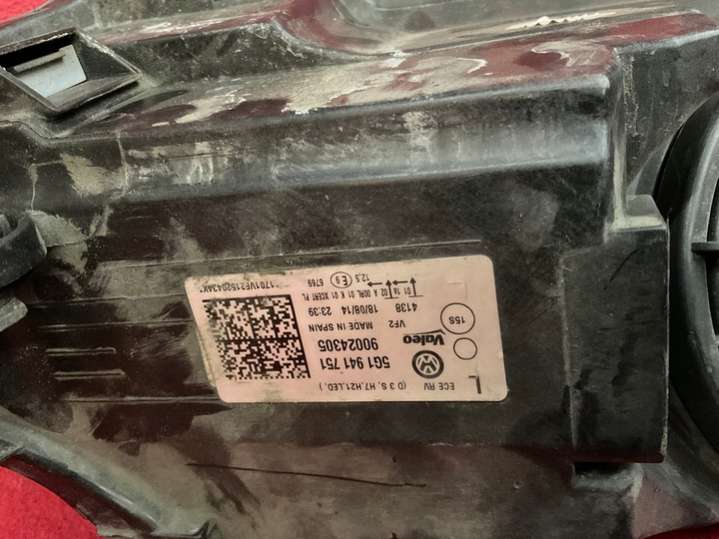 L
ECE RV
(D 3 S, H7,H21,LED, )
5G1 941 751
Valeo
90024305
15S
VF2
MADE IN SPAIN
4138
18/08/14
23:39
E9
12,5
5769